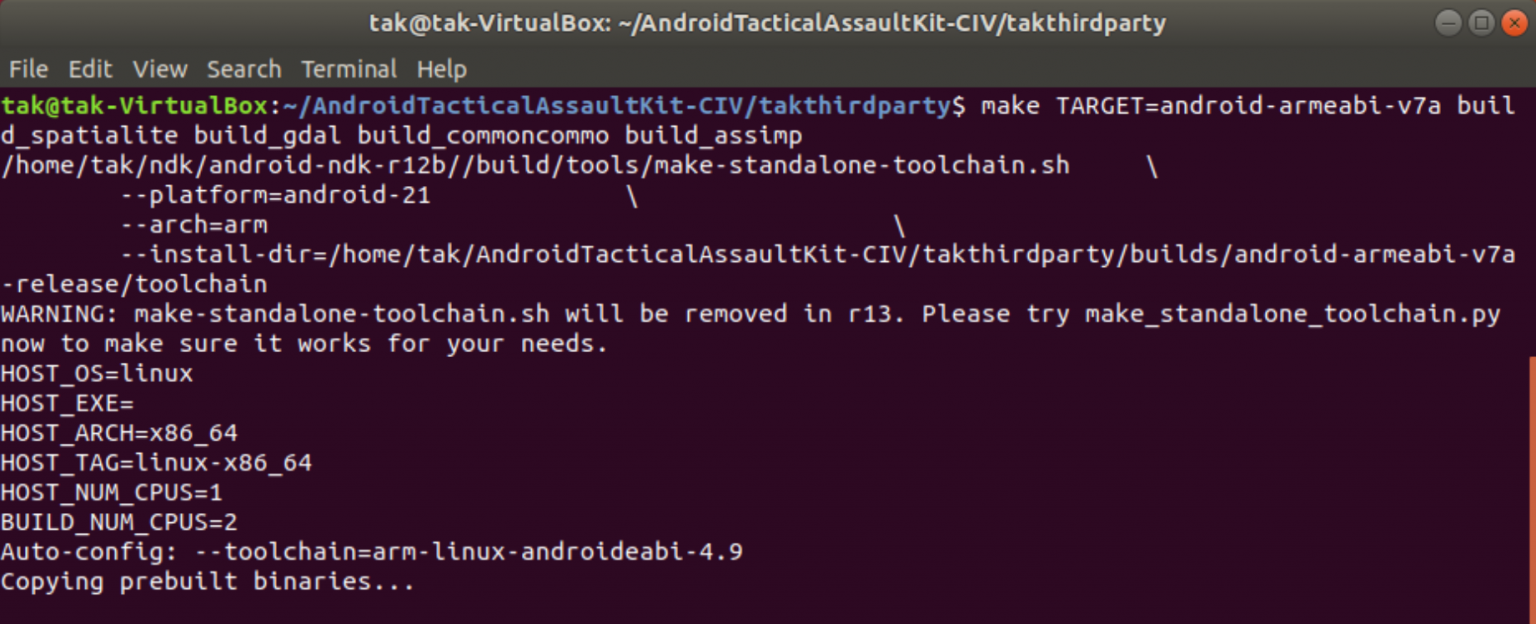 tak@tak-VirtualBox: ~/AndroidTacticalAssaultKit-CIV/takthirdparty
File Edit View Search Terminal Help
tak@tak-VirtualBox:~/AndroidTacticalAssaultKit-CIV/takthirdparty$ make TARGET=android-armeabi-v7a buil
d_spatialite build_gdal build_commoncommo build_assimp
/home/tak/ndk/android-ndk-r12b//build/tools/make-standalone-toolchain.sh \
--platform=android-21 \
--arch=arm \
--install-dir=/home/tak/AndroidTacticalAssaultKit-CIV/takthirdparty/builds/android-armeabi-v7a
-release/toolchain
WARNING: make-standalone-toolchain.sh will be removed in r13. Please try make_standalone_toolchain.py
now to make sure it works for your needs.
HOST_OS=linux
HOST_EXE=
HOST_ARCH=x86_64
HOST_TAG=linux-x86_64
HOST_NUM_CPUS=1
BUILD_NUM_CPUS=2
Auto-config: --toolchain=arm-linux-androideabi-4.9
Copying prebuilt binaries...